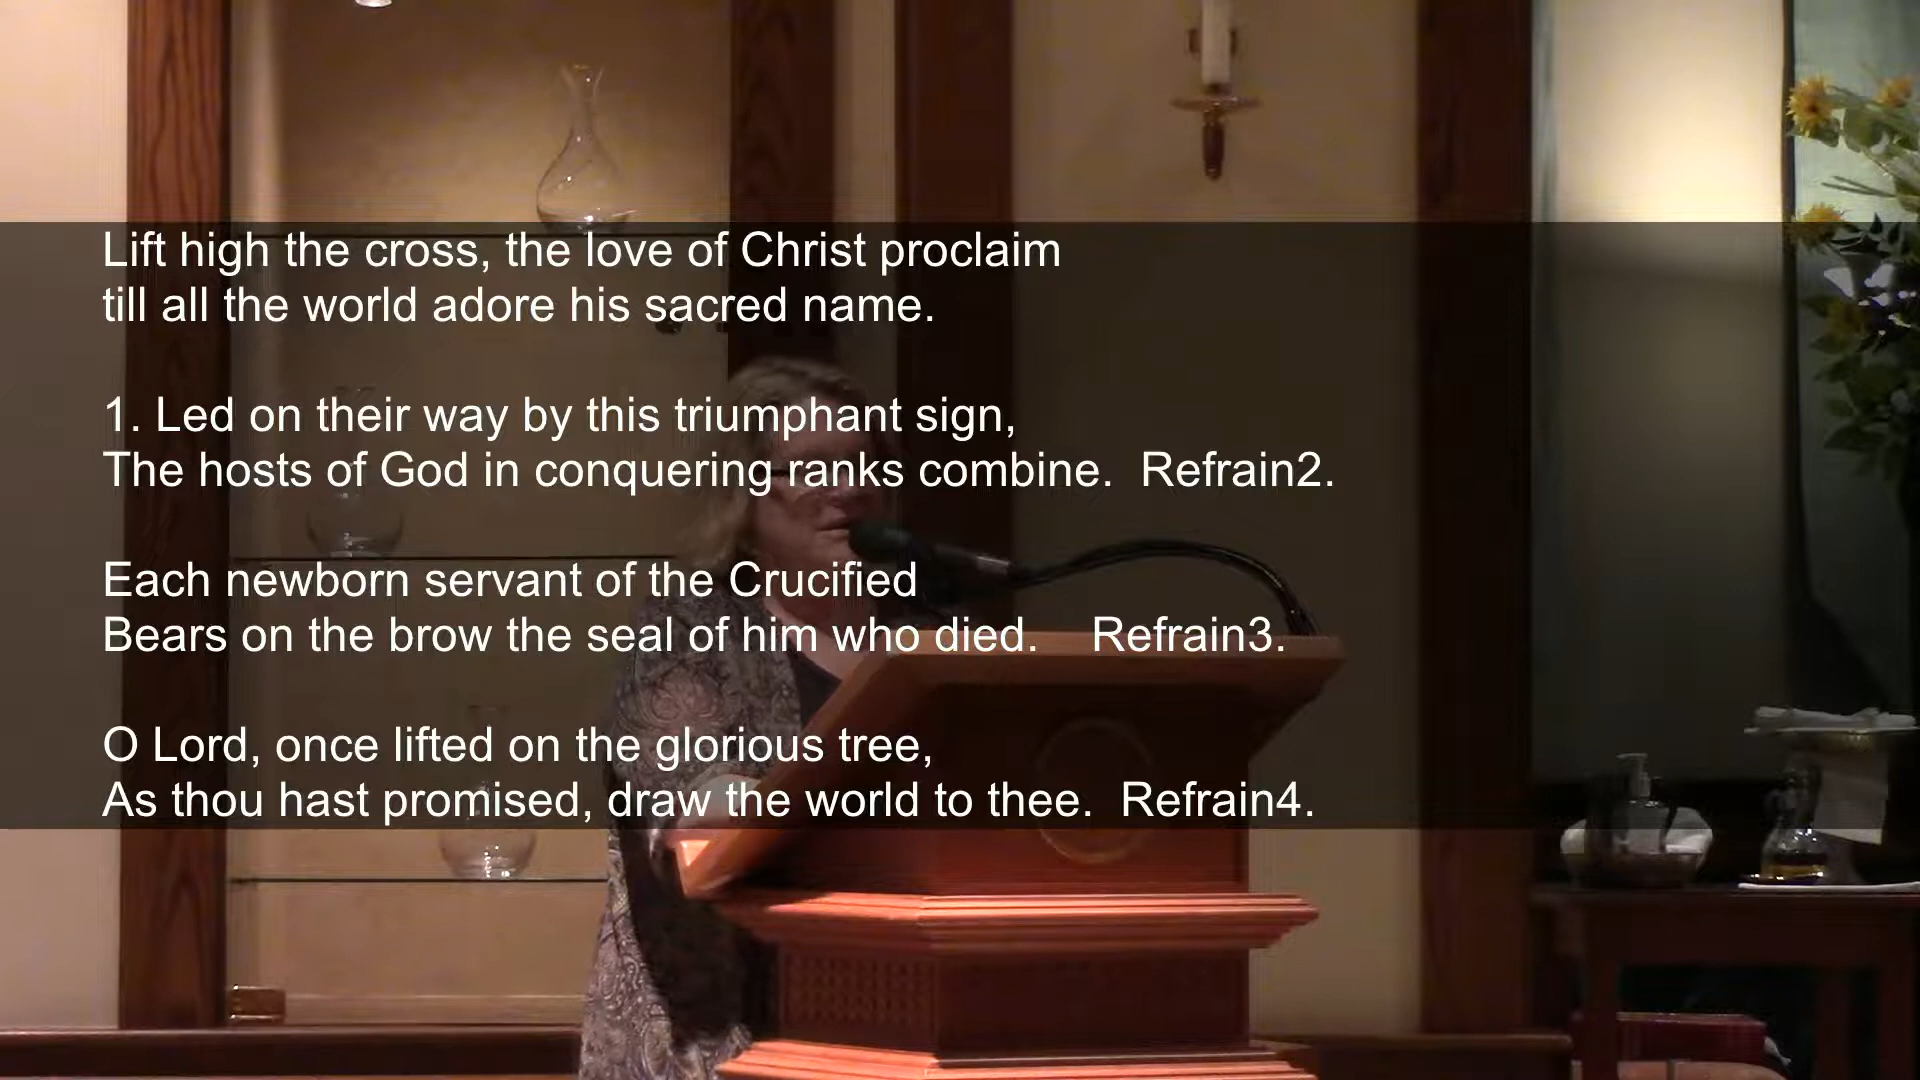 Lift high the cross, the love of Christ proclaim
till all the world adore his sacred name.
1. Led on their way by this triumphant sign,
The hosts of God in conquering ranks combine.  Refrain2.
Each newborn servant of the Crucified
Bears on the brow the seal of him who died.    Refrain3.
O Lord, once lifted on the glorious tree,
As thou hast promised, draw the world to thee.  Refrain4.